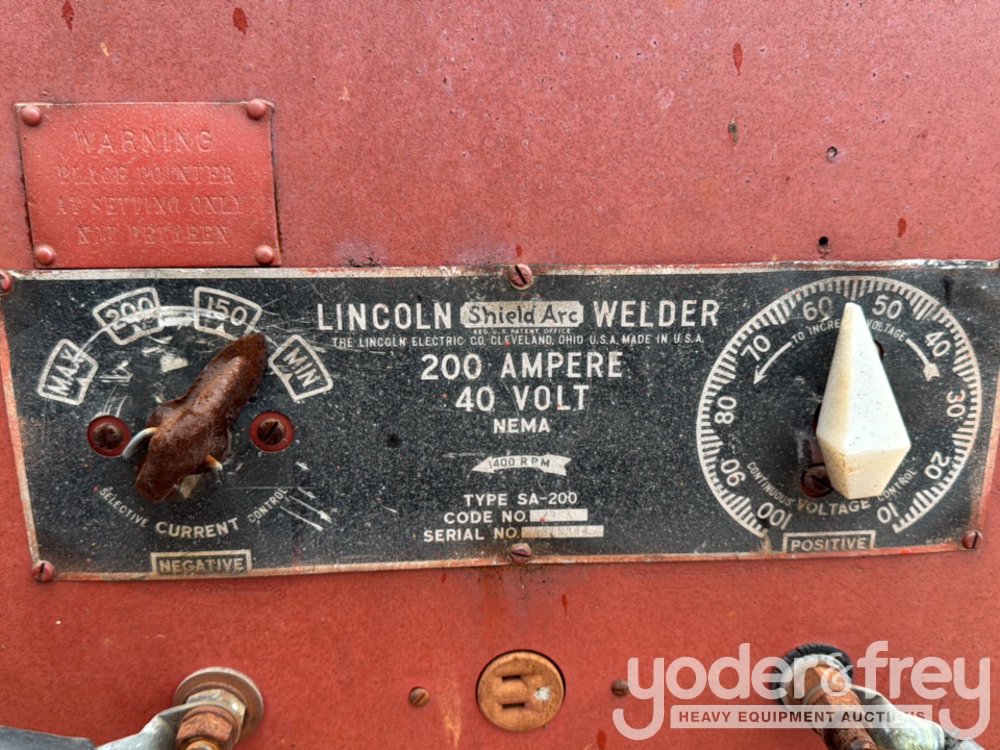 WARNING
PLACE POINTER
AT SETTING ONLY
NOT BETWEEN
MAX 200 150 MIN
SELECTIVE CURRENT CONTROL
NEGATIVE
LINCOLN Shield Arc WELDER
REG. U.S. PATENT OFFICE
THE LINCOLN ELECTRIC CO. CLEVELAND, OHIO U.S.A. MADE IN U.S.A.
200 AMPERE
40 VOLT
NEMA
1400 RPM
TYPE SA-200
CODE NO.
SERIAL NO.
100 90 80 70 60 50 40 30 20 10
TO INCREASE VOLTAGE
CONTINUOUS VOLTAGE CONTROL
POSITIVE
yoder&frey
HEAVY EQUIPMENT AUCTIONS